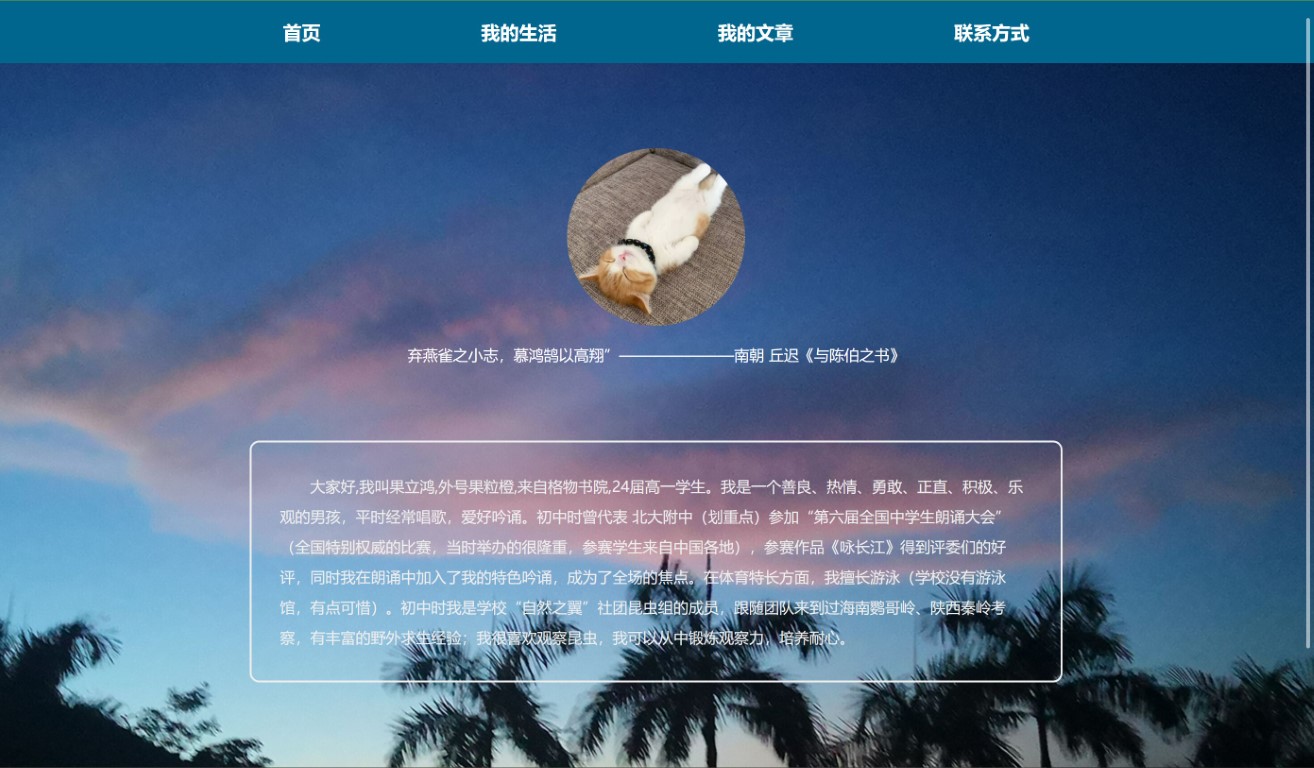 首页
我的生活
我的文章
联系方式
弃燕雀之小志，慕鸿鹄以高翔” ———————南朝 丘迟《与陈伯之书》
大家好,我叫果立鸿,外号果粒橙,来自格物书院,24届高一学生。我是一个善良、热情、勇敢、正直、积极、乐
观的男孩，平时经常唱歌，爱好吟诵。初中时曾代表 北大附中（划重点）参加“第六届全国中学生朗诵大会”
（全国特别权威的比赛，当时举办的很隆重，参赛学生来自中国各地），参赛作品《咏长江》得到评委们的好
评，同时我在朗诵中加入了我的特色吟诵，成为了全场的焦点。在体育特长方面，我擅长游泳（学校没有游泳
馆，有点可惜）。初中时我是学校“自然之翼”社团昆虫组的成员，跟随团队来到过海南鹦哥岭、陕西秦岭考
察，有丰富的野外求生经验；我很喜欢观察昆虫，我可以从中锻炼观察力，培养耐心。